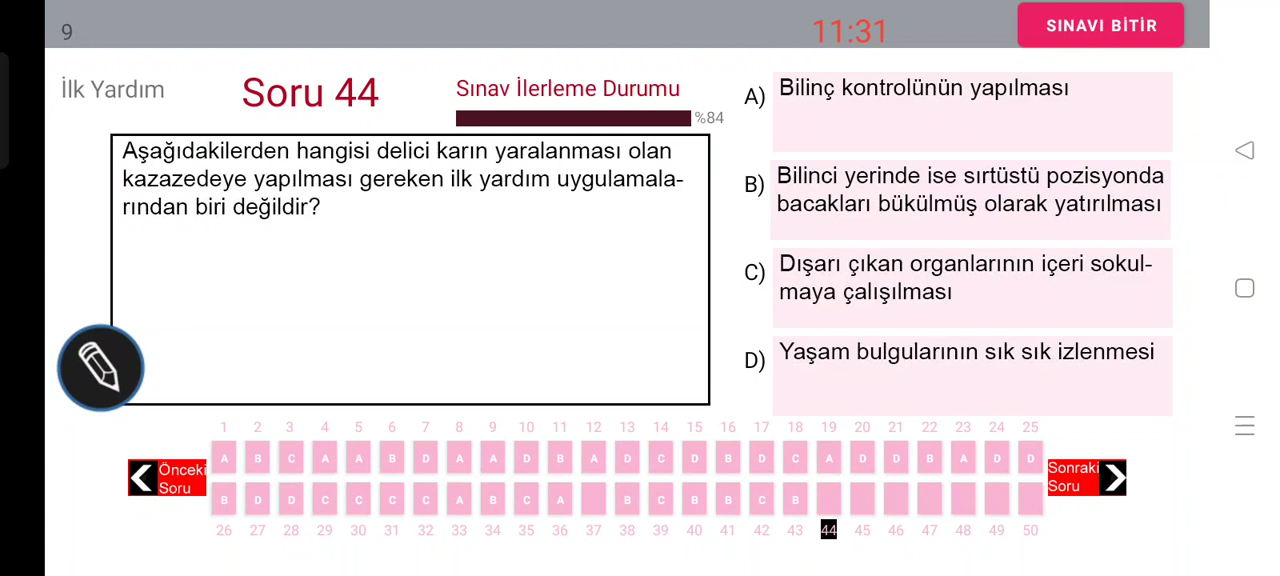 9
11:31
SINAVI BİTİR
İlk Yardım
Soru 44
Sınav İlerleme Durumu
%84
Aşağıdakilerden hangisi delici karın yaralanması olan
kazazedeye yapılması gereken ilk yardım uygulamala-
rından biri değildir?
A) Bilinç kontrolünün yapılması
B) Bilinci yerinde ise sırtüstü pozisyonda
bacakları bükülmüş olarak yatırılması
C) Dışarı çıkan organlarının içeri sokul-
maya çalışılması
D) Yaşam bulgularının sık sık izlenmesi
1 2 3 4 5 6 7 8 9 10 11 12 13 14 15 16 17 18 19 20 21 22 23 24 25
A B C A A B D A A D B A D C D B D C A D D B A D D
Önceki
Soru
Sonraki
Soru
B D D C C C C A B C A B C B B C B
26 27 28 29 30 31 32 33 34 35 36 37 38 39 40 41 42 43 44 45 46 47 48 49 50